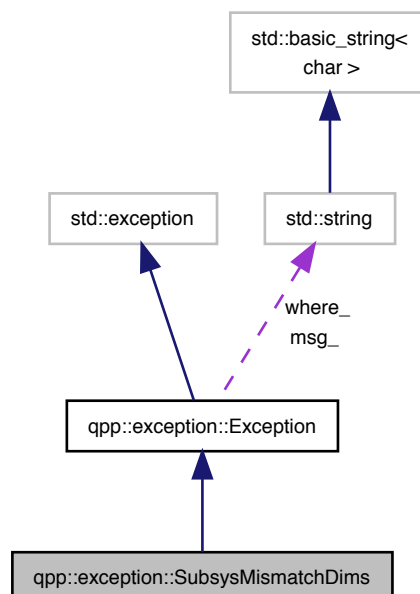 std::basic_string<
char >
std::exception
std::string
where_
msg_
qpp::exception::Exception
qpp::exception::SubsysMismatchDims